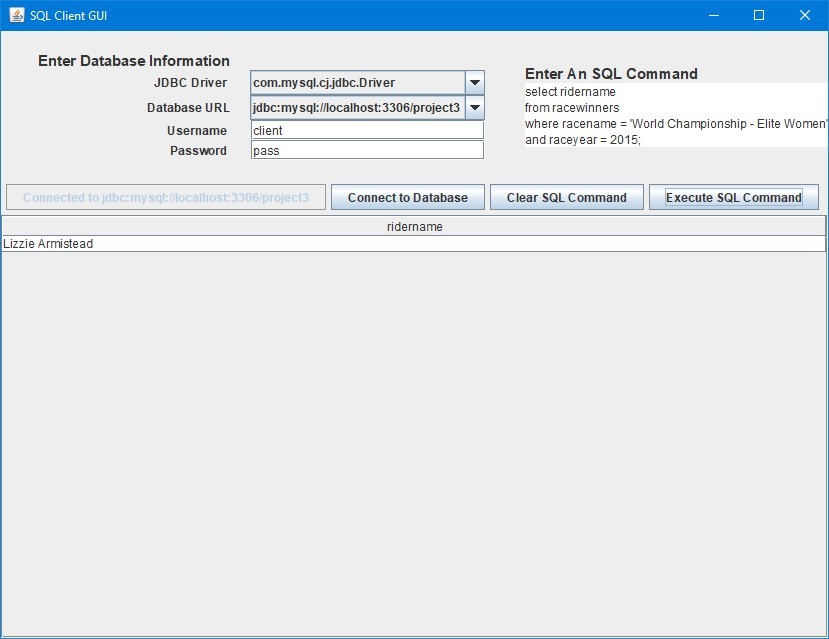 SQL Client GUI
Enter Database Information
JDBC Driver
com.mysql.cj.jdbc.Driver
Database URL
jdbc:mysql://localhost:3306/project3
Username
client
Password
pass
Enter An SQL Command
select ridername
from racewinners
where racename = 'World Championship - Elite Women'
and raceyear = 2015;
Connected to jdbc:mysql://localhost:3306/project3
Connect to Database
Clear SQL Command
Execute SQL Command
ridername
Lizzie Armistead